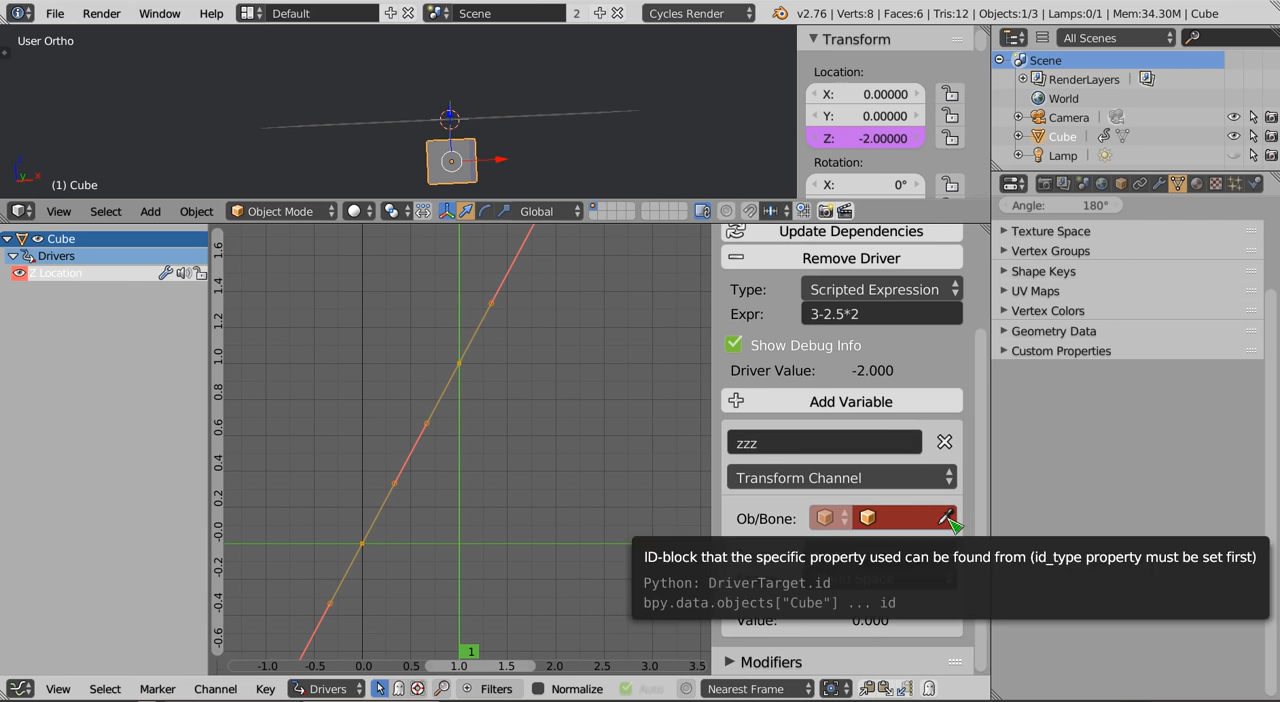 File Render Window Help Default Scene 2 Cycles Render v2.76 | Verts:8 | Faces:6 | Tris:12 | Objects:1/3 | Lamps:0/1 | Mem:34.30M | Cube
User Ortho
(1) Cube
Transform
Location:
X: 0.00000
Y: 0.00000
Z: -2.00000
Rotation:
X: 0°
All Scenes
Scene
RenderLayers
World
Camera
Cube
Lamp
View Select Add Object Object Mode Global
Angle: 180°
Texture Space
Vertex Groups
Shape Keys
UV Maps
Vertex Colors
Geometry Data
Custom Properties
Cube
Drivers
Z Location
1.6
1.4
1.2
1.0
0.8
0.6
0.4
0.2
-0.0
-0.2
-0.4
-0.6
-1.0 -0.5 0.0 0.5 1.0 1.5 2.0 2.5 3.0 3.5
1
Update Dependencies
Remove Driver
Type: Scripted Expression
Expr: 3-2.5*2
Show Debug Info
Driver Value: -2.000
Add Variable
zzz
Transform Channel
Ob/Bone:
ID-block that the specific property used can be found from (id_type property must be set first)
Python: DriverTarget.id
bpy.data.objects["Cube"] ... id
Value: 0.000
Modifiers
View Select Marker Channel Key Drivers Filters Normalize Auto Nearest Frame